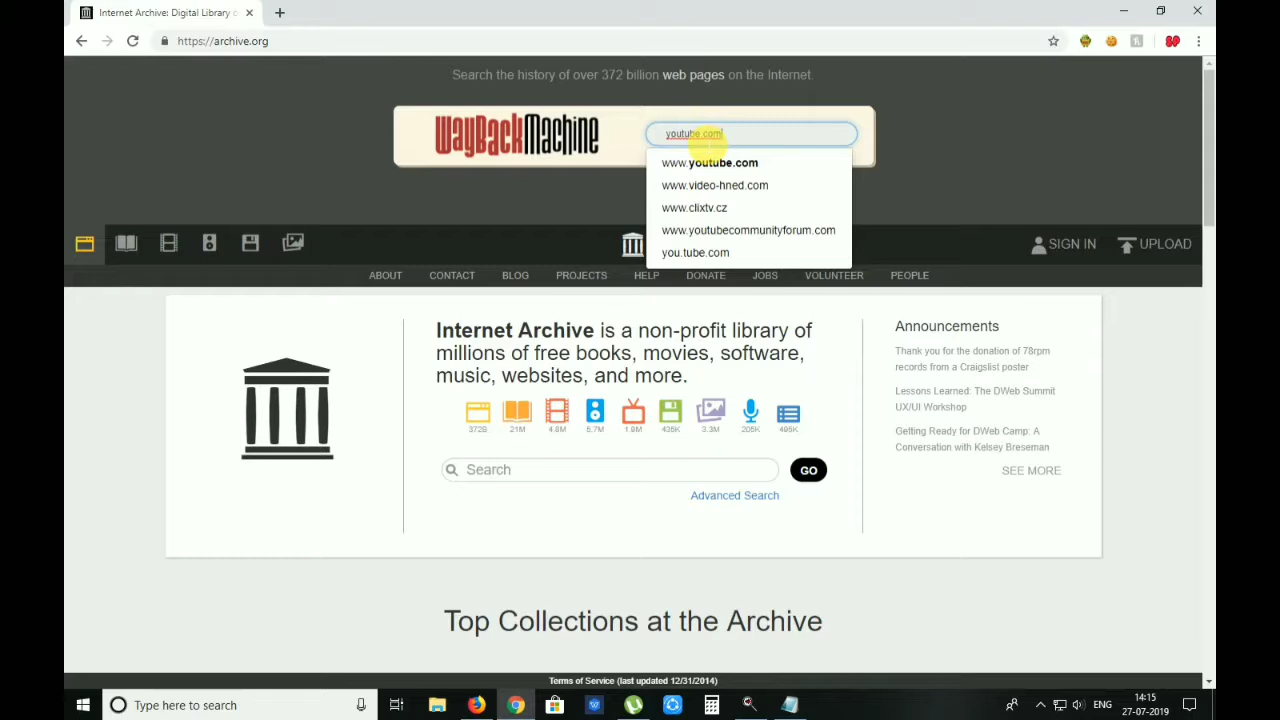 Internet Archive: Digital Library o
https://archive.org
Search the history of over 372 billion web pages on the Internet.
WayBackMachine
youtube.com
www.youtube.com
www.video-hned.com
www.clixtv.cz
www.youtubecommunityforum.com
you.tube.com
SIGN IN
UPLOAD
ABOUT CONTACT BLOG PROJECTS HELP DONATE JOBS VOLUNTEER PEOPLE
Internet Archive is a non-profit library of
millions of free books, movies, software,
music, websites, and more.
372B 21M 4.8M 5.7M 1.9M 435K 3.3M 205K 495K
Search
GO
Advanced Search
Announcements
Thank you for the donation of 78rpm
records from a Craigslist poster
Lessons Learned: The DWeb Summit
UX/UI Workshop
Getting Ready for DWeb Camp: A
Conversation with Kelsey Breseman
SEE MORE
Top Collections at the Archive
Terms of Service (last updated 12/31/2014)
Type here to search
ENG
14:15
27-07-2019